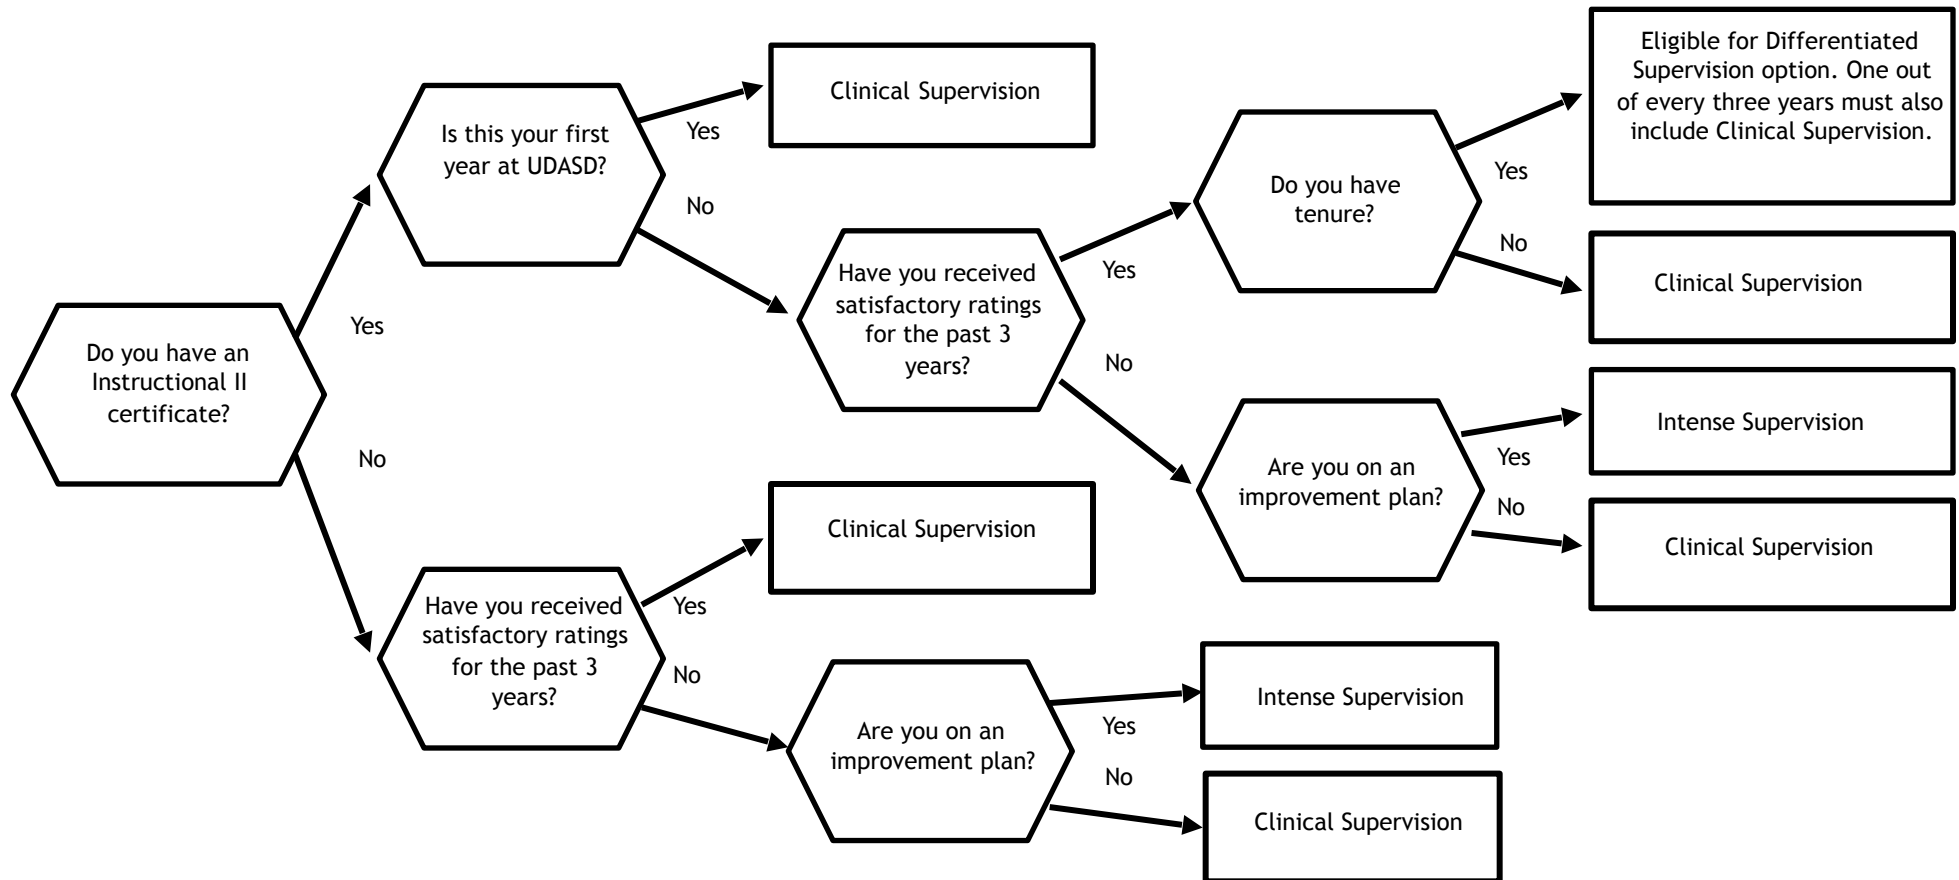 Do you have an
Instructional II
certificate?
Yes
No
Is this your first
year at UDASD?
Yes
No
Clinical Supervision
Have you received
satisfactory ratings
for the past 3
years?
Yes
No
Do you have
tenure?
Yes
No
Eligible for Differentiated
Supervision option. One out
of every three years must also
include Clinical Supervision.
Clinical Supervision
Are you on an
improvement plan?
Yes
No
Intense Supervision
Clinical Supervision
Have you received
satisfactory ratings
for the past 3
years?
Yes
No
Clinical Supervision
Are you on an
improvement plan?
Yes
No
Intense Supervision
Clinical Supervision